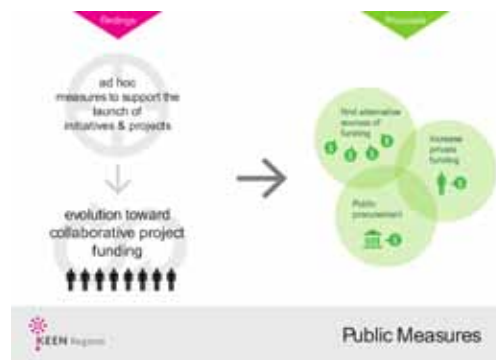 Findings
Proposals
ad hoc
measures to support the
launch of
initiatives & projects
evolution toward
collaborative project
funding
Find alternative
sources of
funding
Increase
private
funding
Public
procurement
KEEN Regions
Public Measures